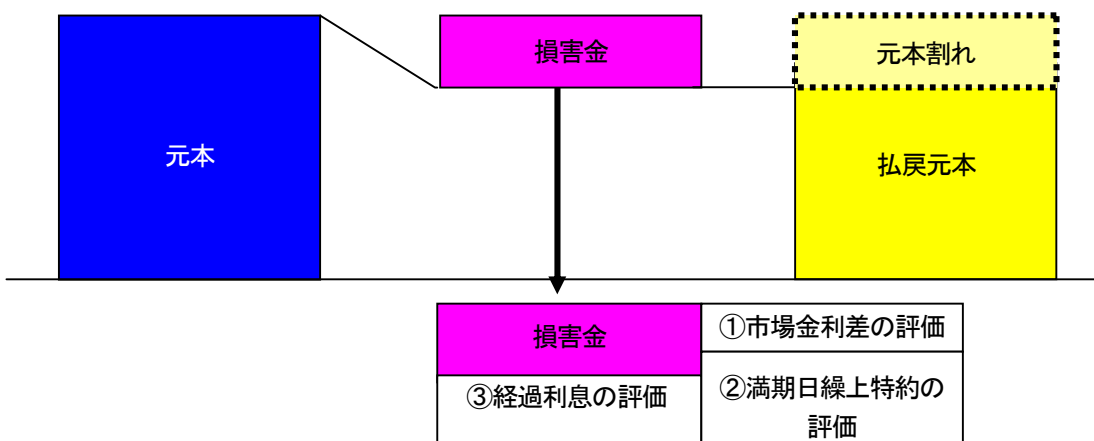 元本
損害金
元本割れ
払戻元本
損害金
③経過利息の評価
①市場金利差の評価
②満期日繰上特約の
評価